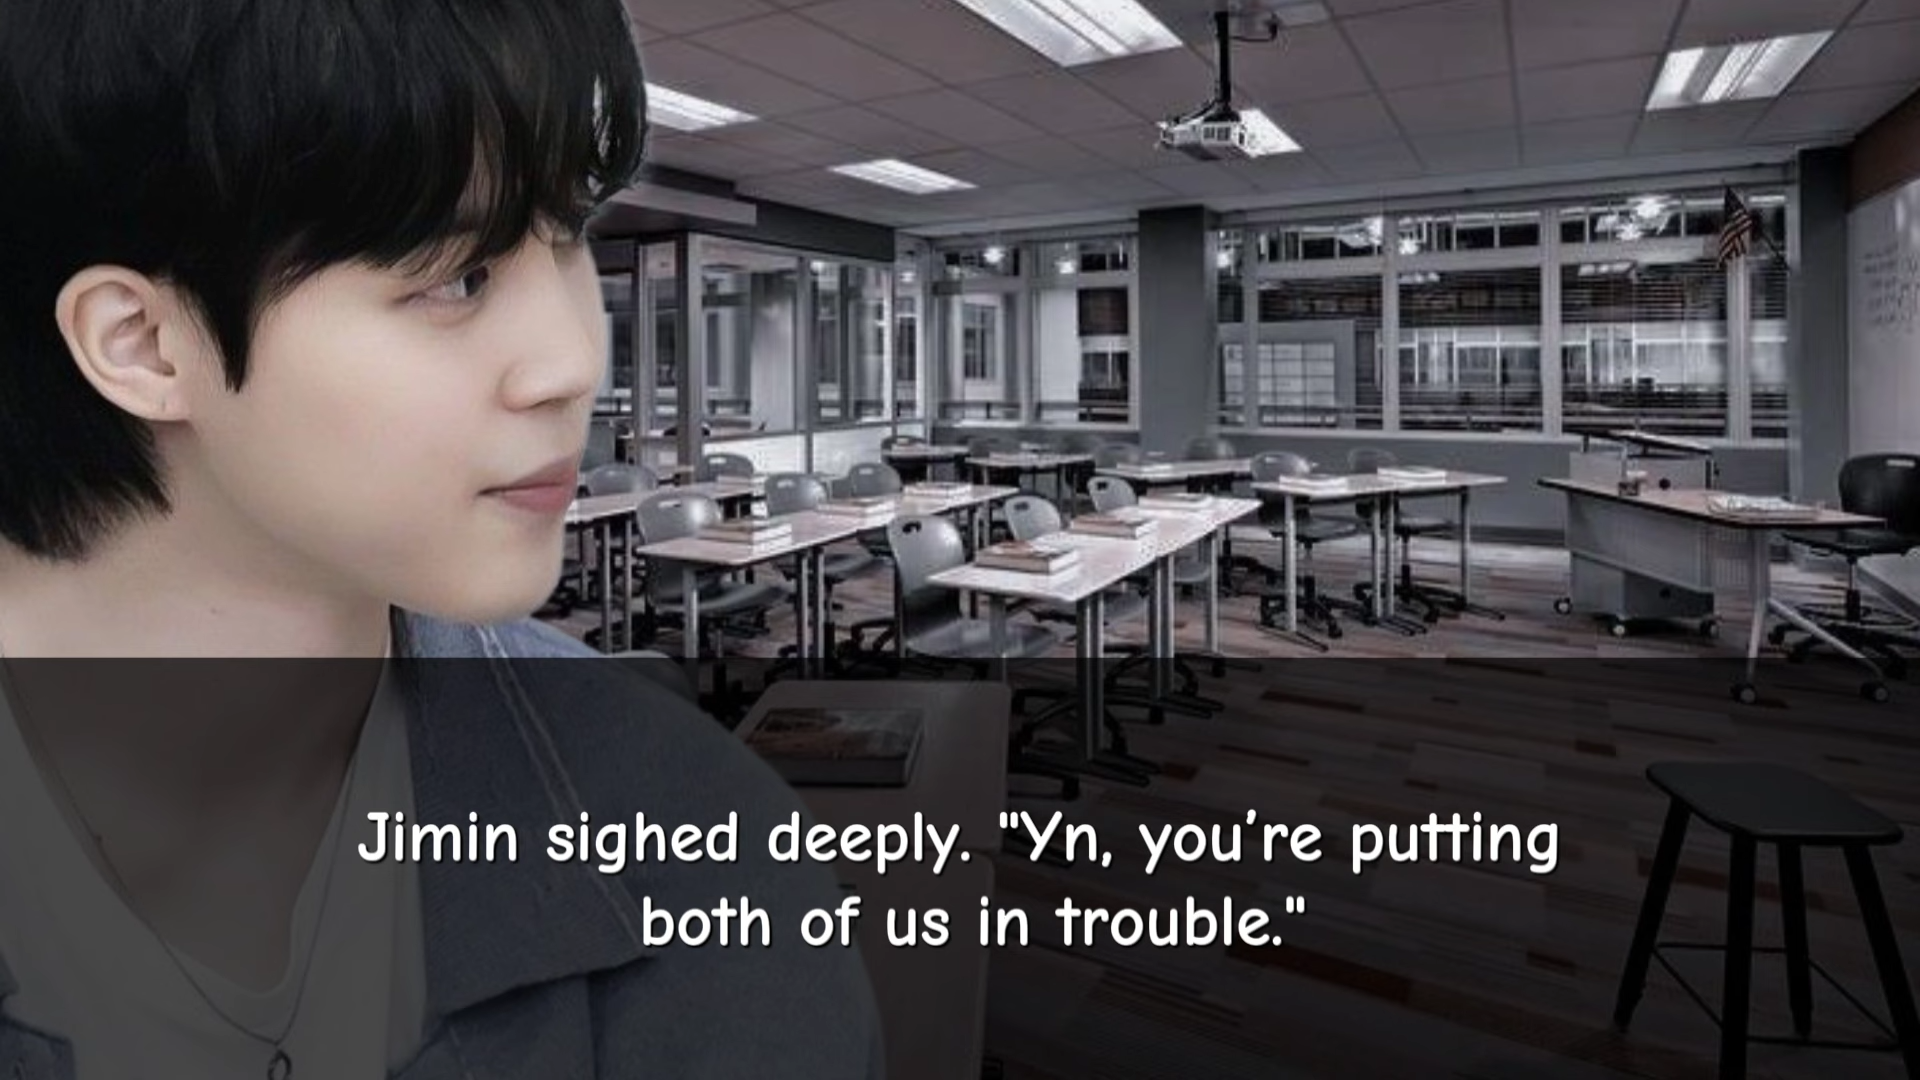 Jimin sighed deeply. "Yn, you’re putting
both of us in trouble."